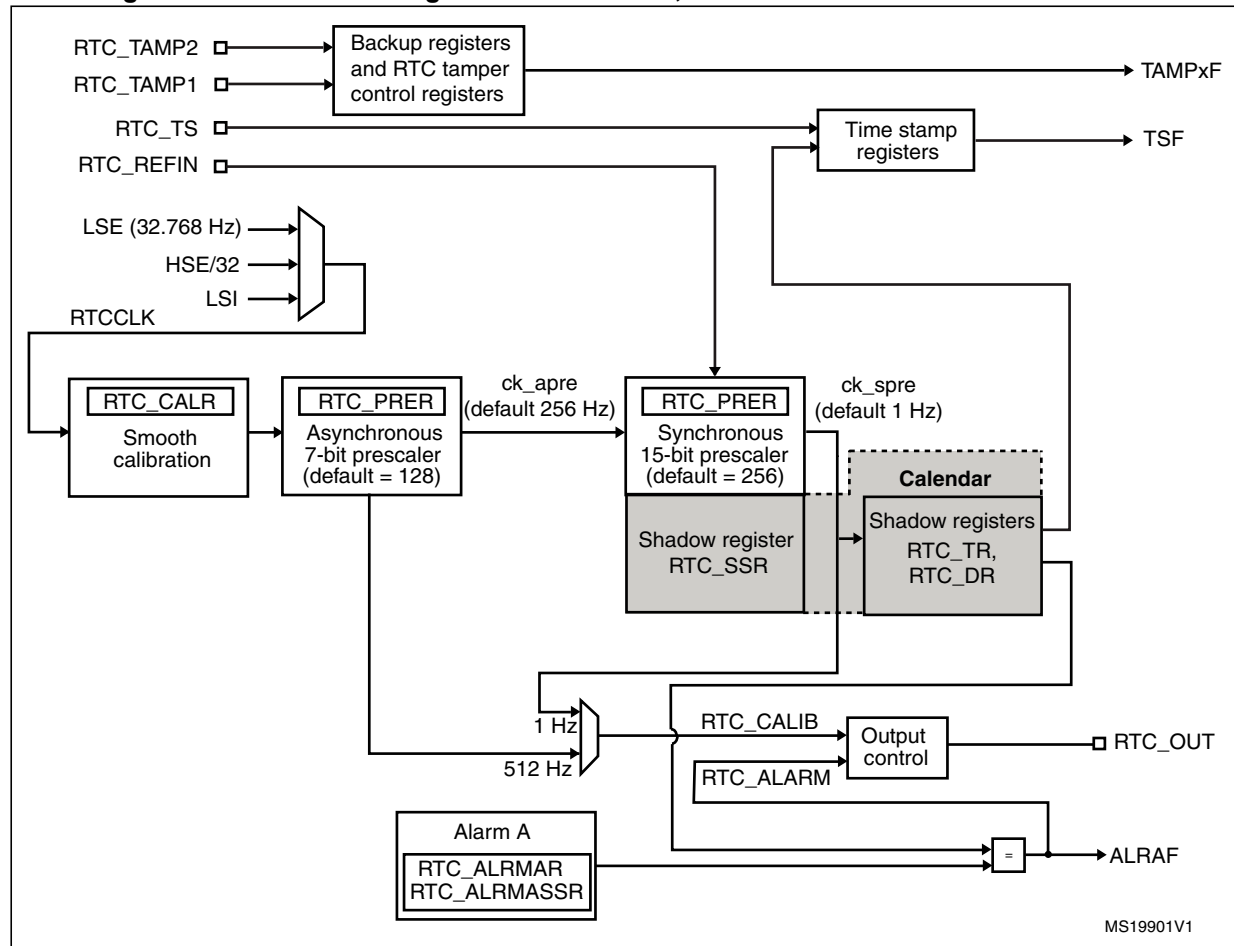 RTC_TAMP2
RTC_TAMP1
RTC_TS
RTC_REFIN
Backup registers
and RTC tamper
control registers
TAMPxF
Time stamp
registers
TSF
LSE (32.768 Hz)
HSE/32
LSI
RTCCLK
RTC_CALR
Smooth
calibration
RTC_PRER
Asynchronous
7-bit prescaler
(default = 128)
ck_apre
(default 256 Hz)
RTC_PRER
Synchronous
15-bit prescaler
(default = 256)
ck_spre
(default 1 Hz)
Calendar
Shadow register
RTC_SSR
Shadow registers
RTC_TR,
RTC_DR
1 Hz
512 Hz
RTC_CALIB
RTC_ALARM
Output
control
RTC_OUT
Alarm A
RTC_ALRMAR
RTC_ALRMASSR
=
ALRAF
MS19901V1